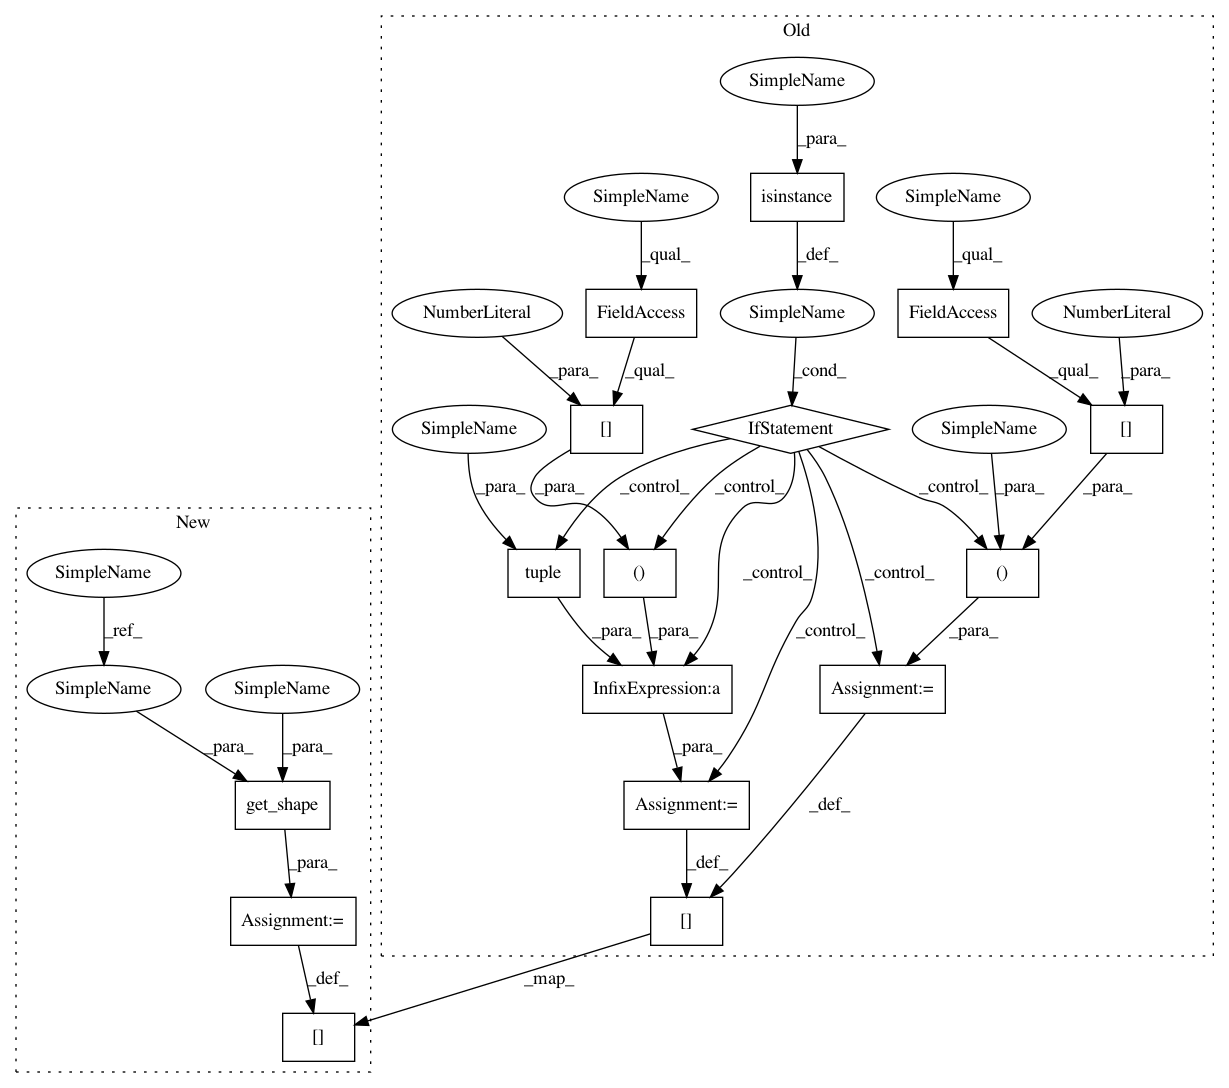 Old
SimpleName
_para_
SimpleName
isinstance
SimpleName
_qual_
_def_
_qual_
NumberLiteral
FieldAccess
SimpleName
FieldAccess
NumberLiteral
_para_
_qual_
_cond_
_qual_
_para_
SimpleName
[]
IfStatement
SimpleName
[]
_para_
_para_
_control_
_control_
_control_
_para_
_para_
New
SimpleName
tuple
()
_control_
_control_
()
_ref_
_para_
_para_
_control_
_para_
SimpleName
SimpleName
InfixExpression:a
Assignment:=
_para_
_para_
_para_
get_shape
Assignment:=
_def_
_para_
_def_
Assignment:=
[]
_def_
_map_
[]